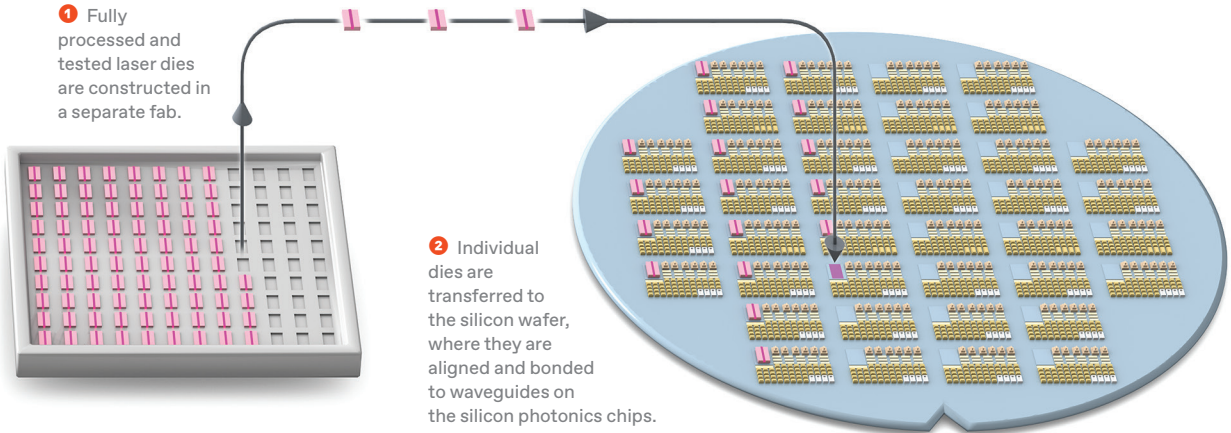 1 Fully
processed and
tested laser dies
are constructed in
a separate fab.
2 Individual
dies are
transferred to
the silicon wafer,
where they are
aligned and bonded
to waveguides on
the silicon photonics chips.